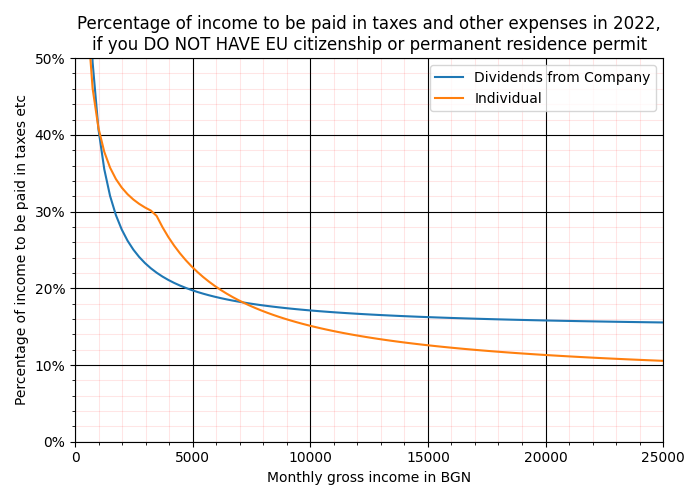 Percentage of income to be paid in taxes and other expenses in 2022,
if you DO NOT HAVE EU citizenship or permanent residence permit
Dividends from Company
Individual
Percentage of income to be paid in taxes etc
50%
40%
30%
20%
10%
0%
0 5000 10000 15000 20000 25000
Monthly gross income in BGN